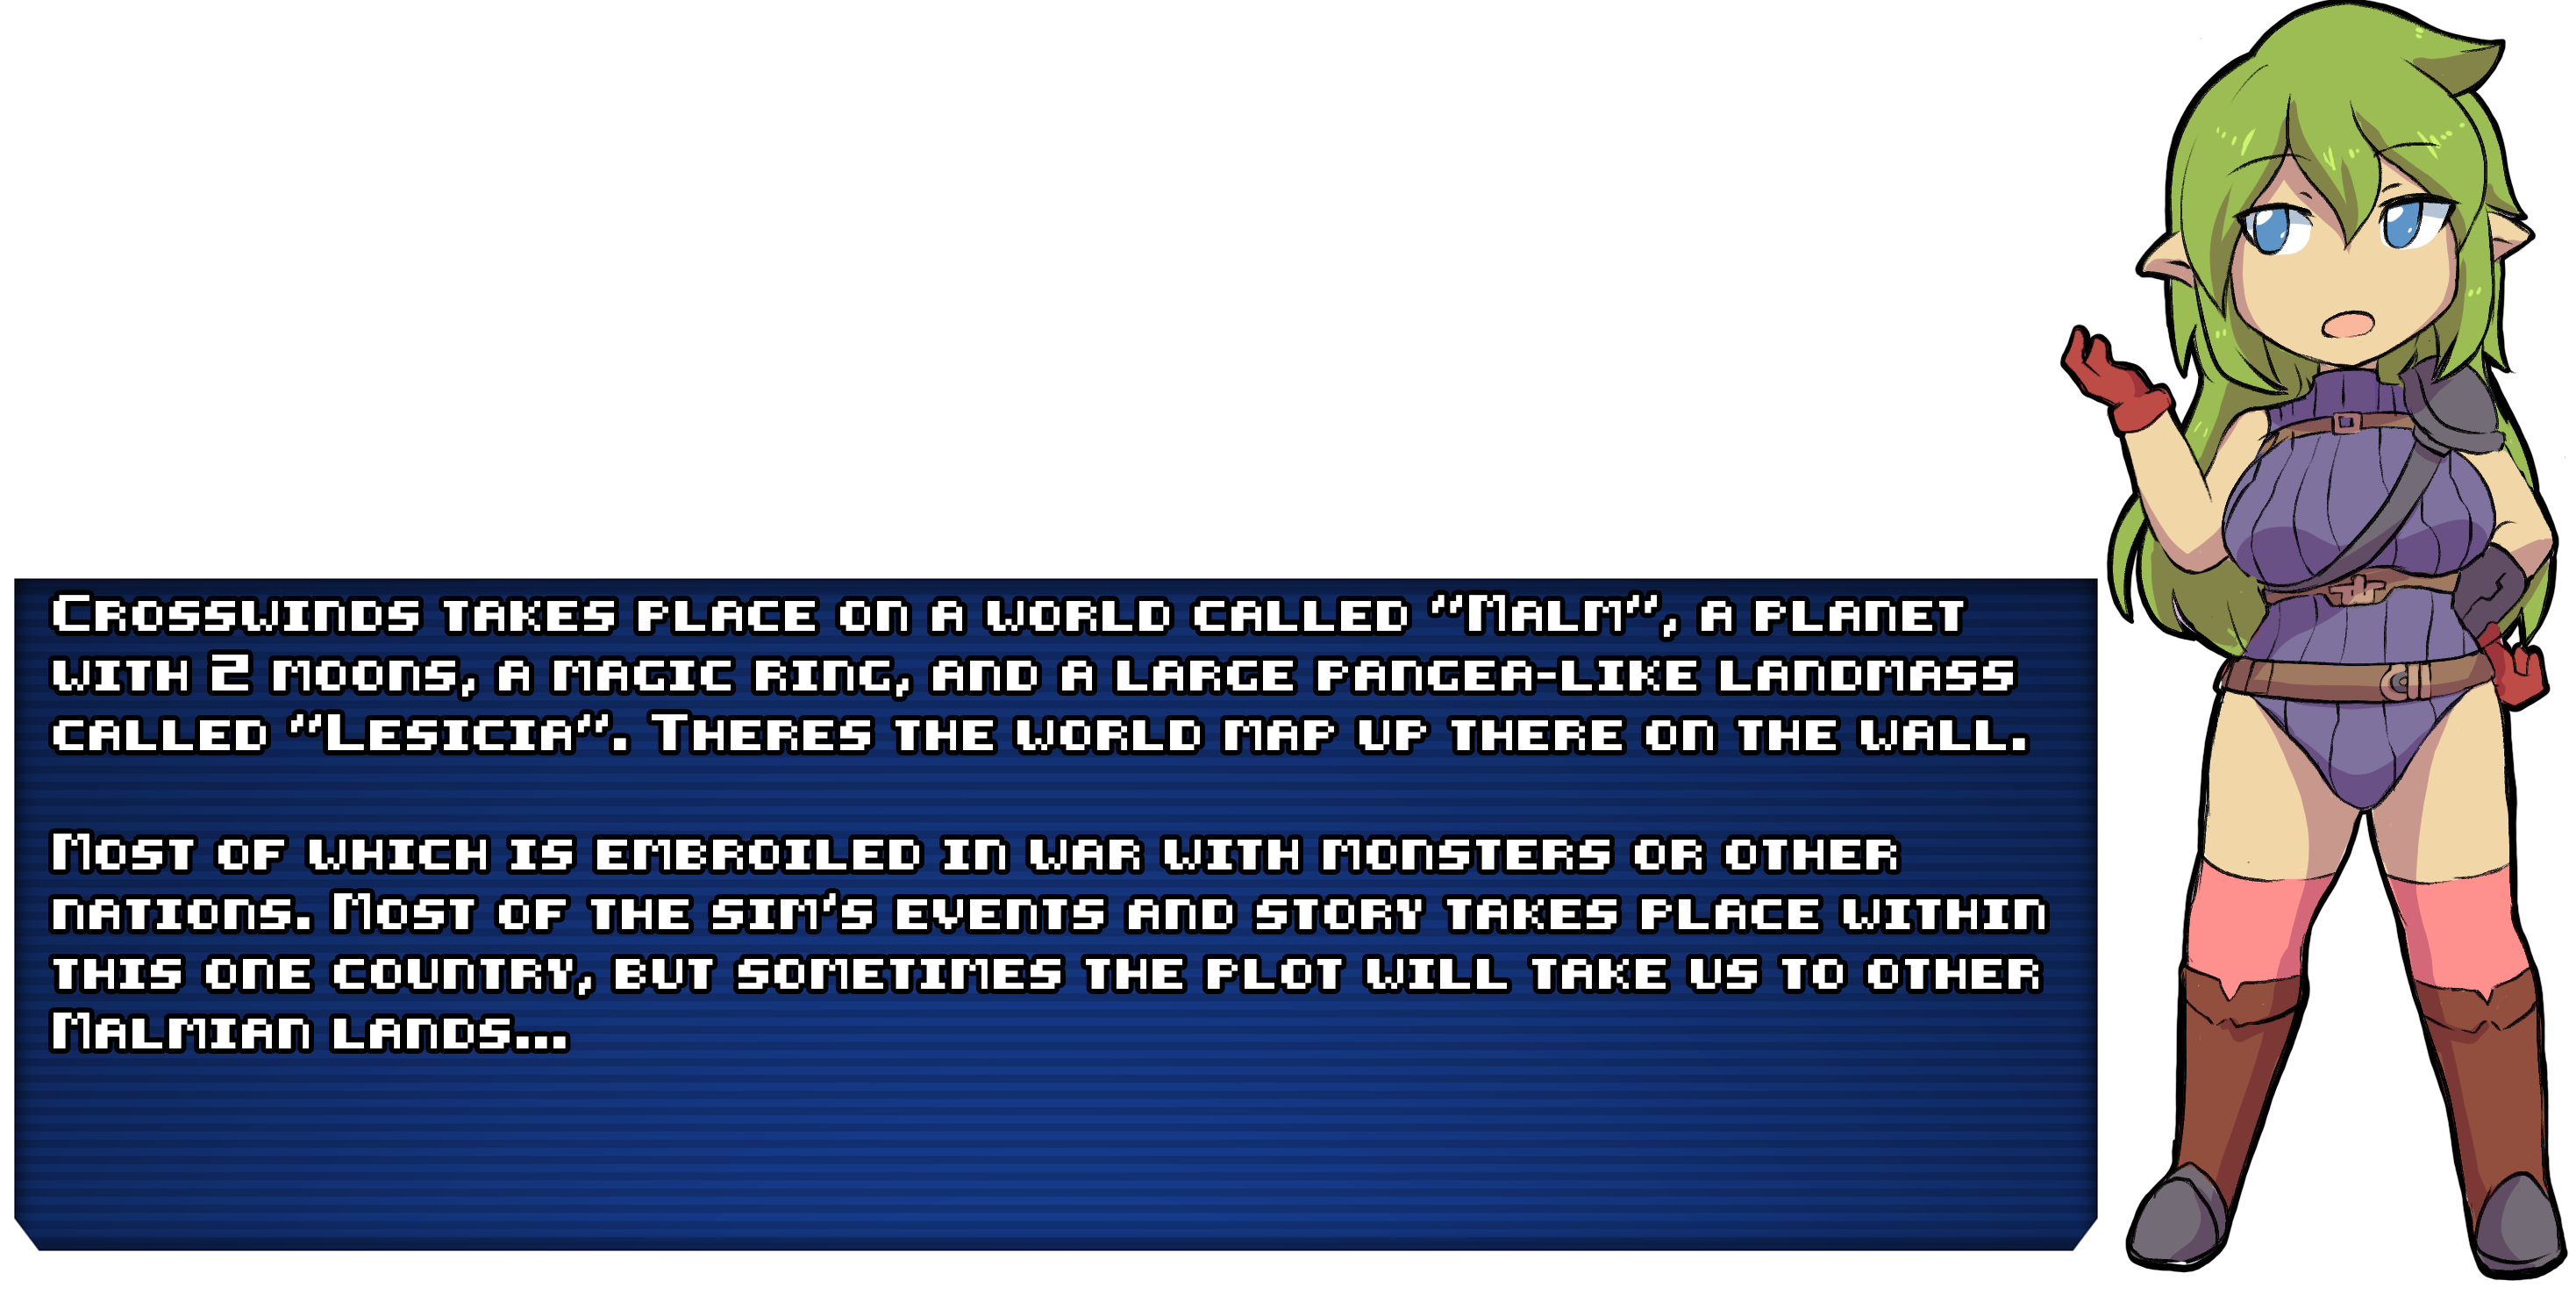 Crosswinds takes place on a world called "Malm", a planet
with 2 moons, a magic ring, and a large pangea-like landmass
called "Lesicia". Theres the world map up there on the wall.
Most of which is embroiled in war with monsters or other
nations. Most of the sim's events and story takes place within
this one country, but sometimes the plot will take us to other
Malmian lands...